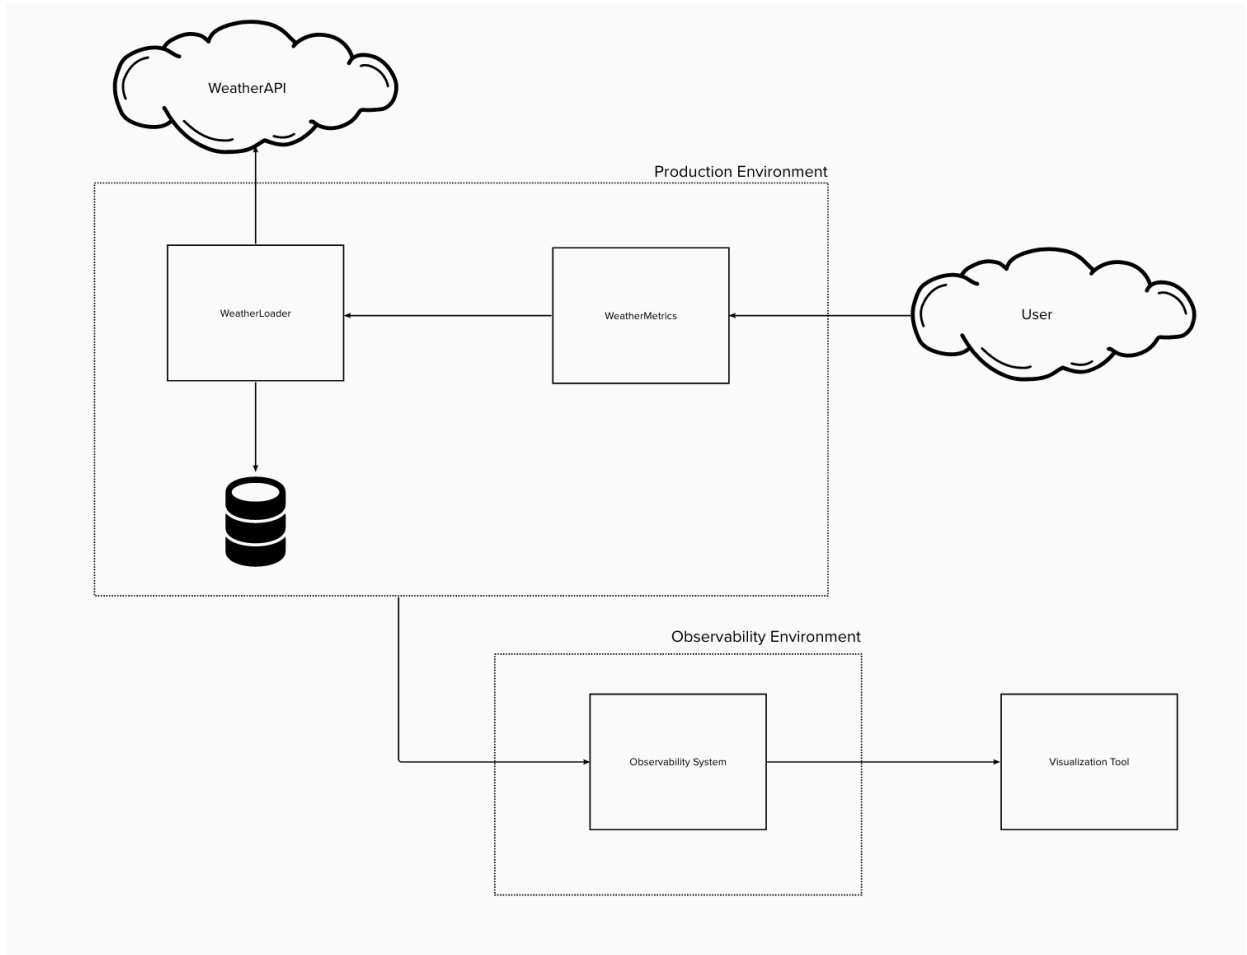 WeatherAPI
Production Environment
WeatherLoader
WeatherMetrics
User
Observability Environment
Observability System
Visualization Tool